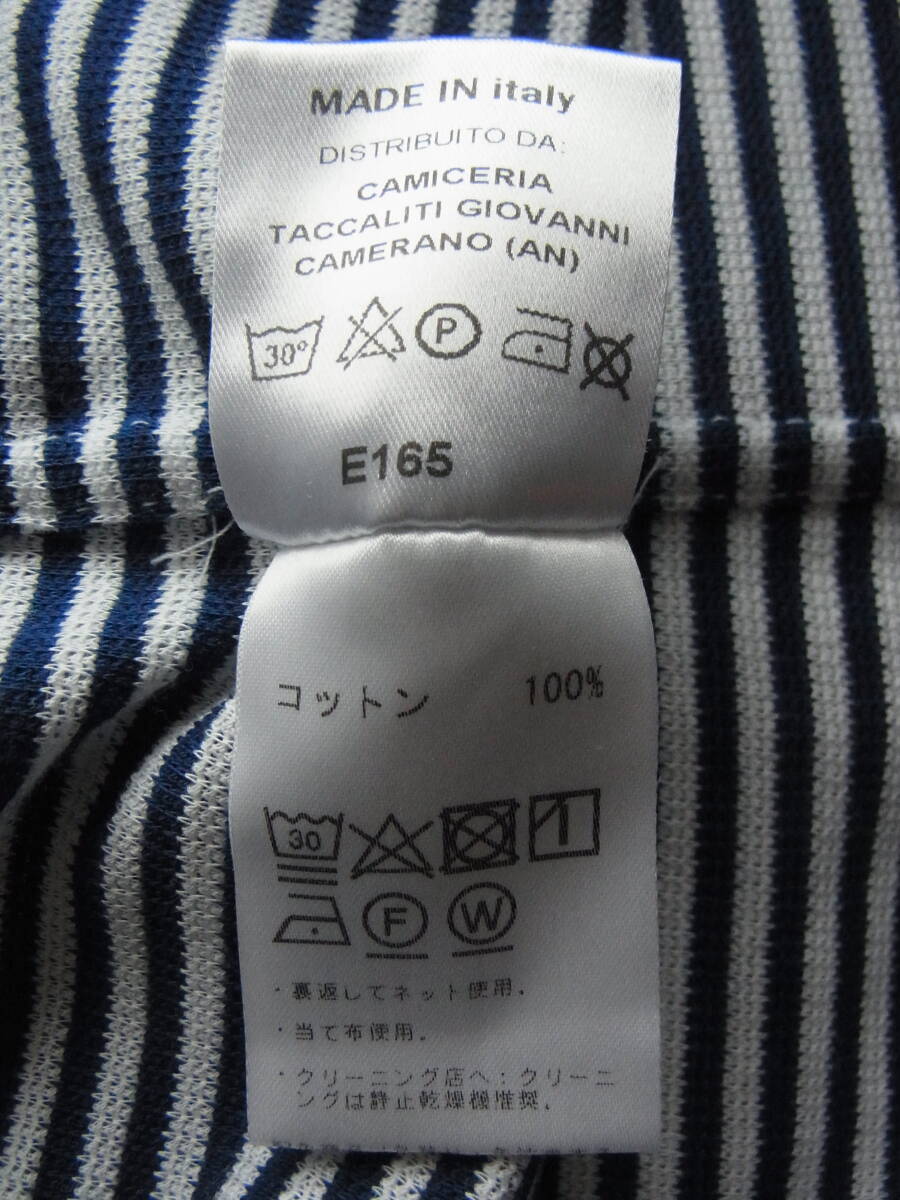 MADE IN italy
DISTRIBUITO DA:
CAMICERIA
TACCALITI GIOVANNI
CAMERANO (AN)
30°
P
E165
コットン 100%
30
F W
・裏返してネット使用.
・当て布使用.
・クリーニング店へ:クリーニ
ングは静止乾燥機推奨.